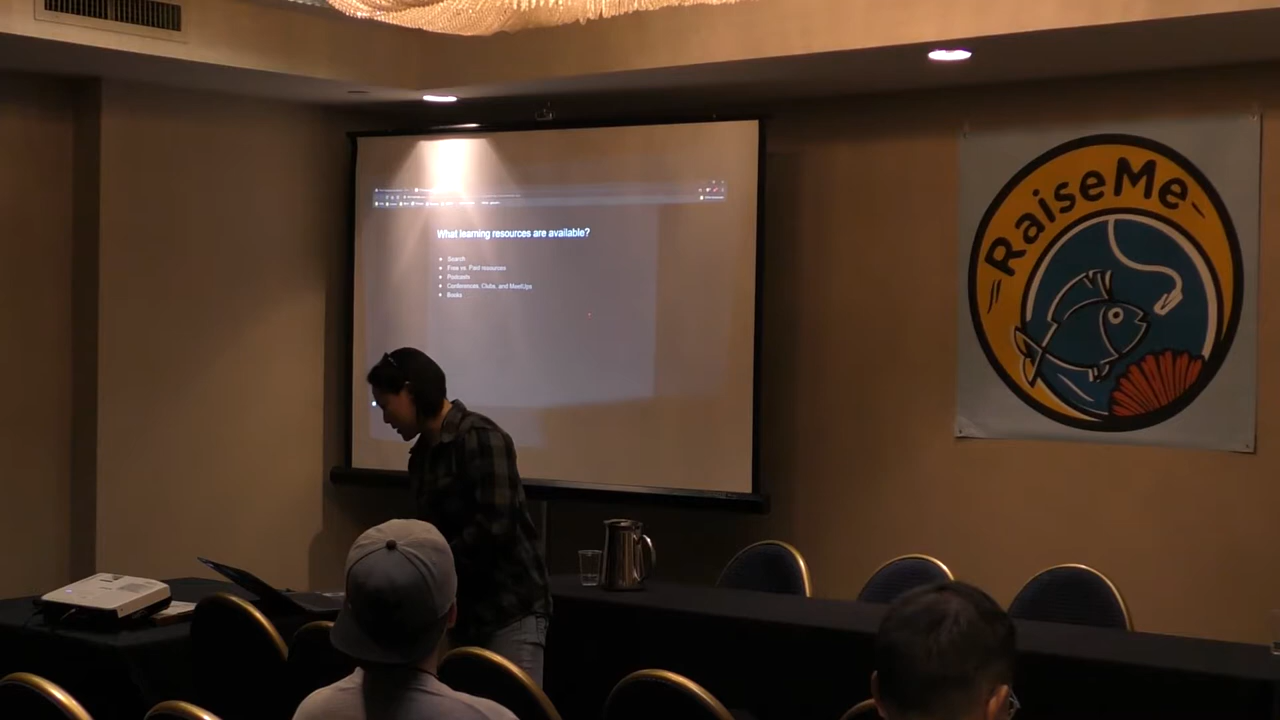 What learning resources are available?
Search
Free vs. Paid resources
Podcasts
Conferences, Clubs, and MeetUps
Books
RaiseMe